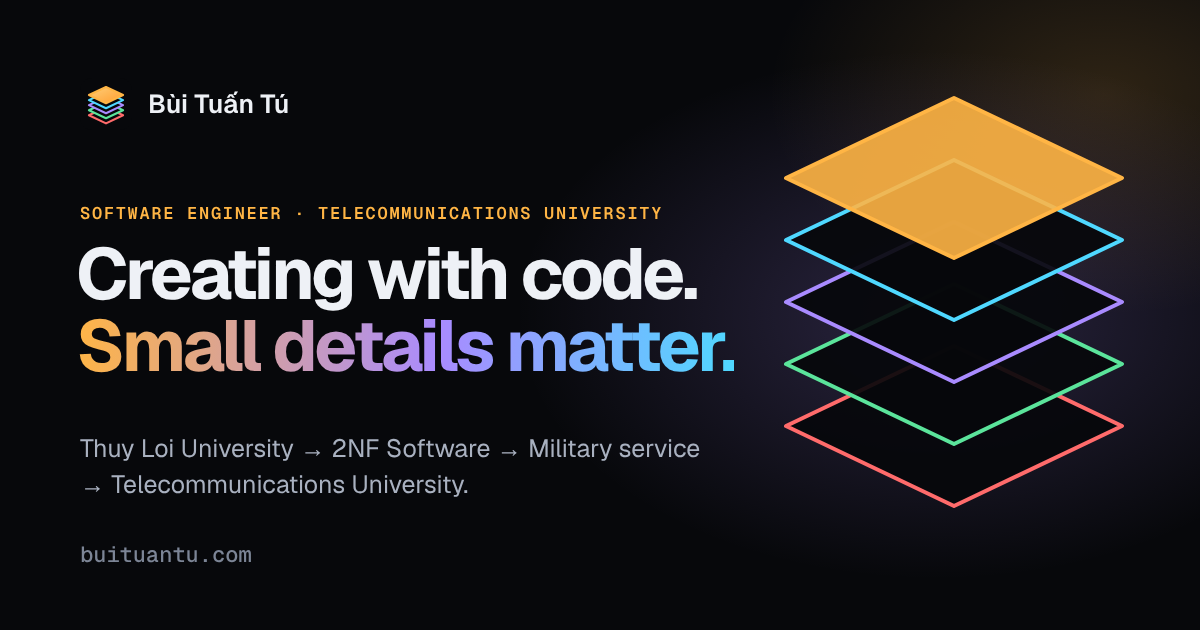 Bùi Tuấn Tú
SOFTWARE ENGINEER · TELECOMMUNICATIONS UNIVERSITY
Creating with code.
Small details matter.
Thuy Loi University → 2NF Software → Military service
→ Telecommunications University.
buituantu.com